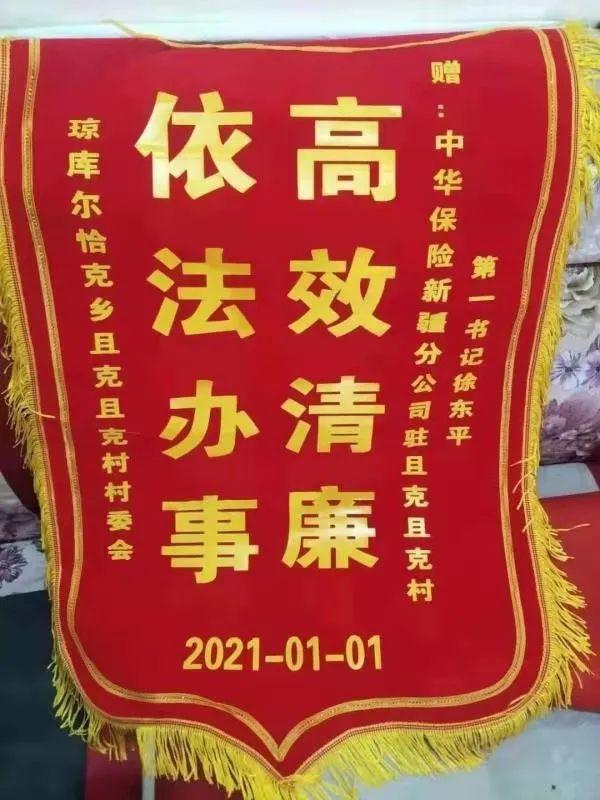 赠：中华保险新疆分公司驻且克且克村
第一书记徐东平
高效清廉
依法办事
琼库尔恰克乡且克且克村村委会
2021-01-01